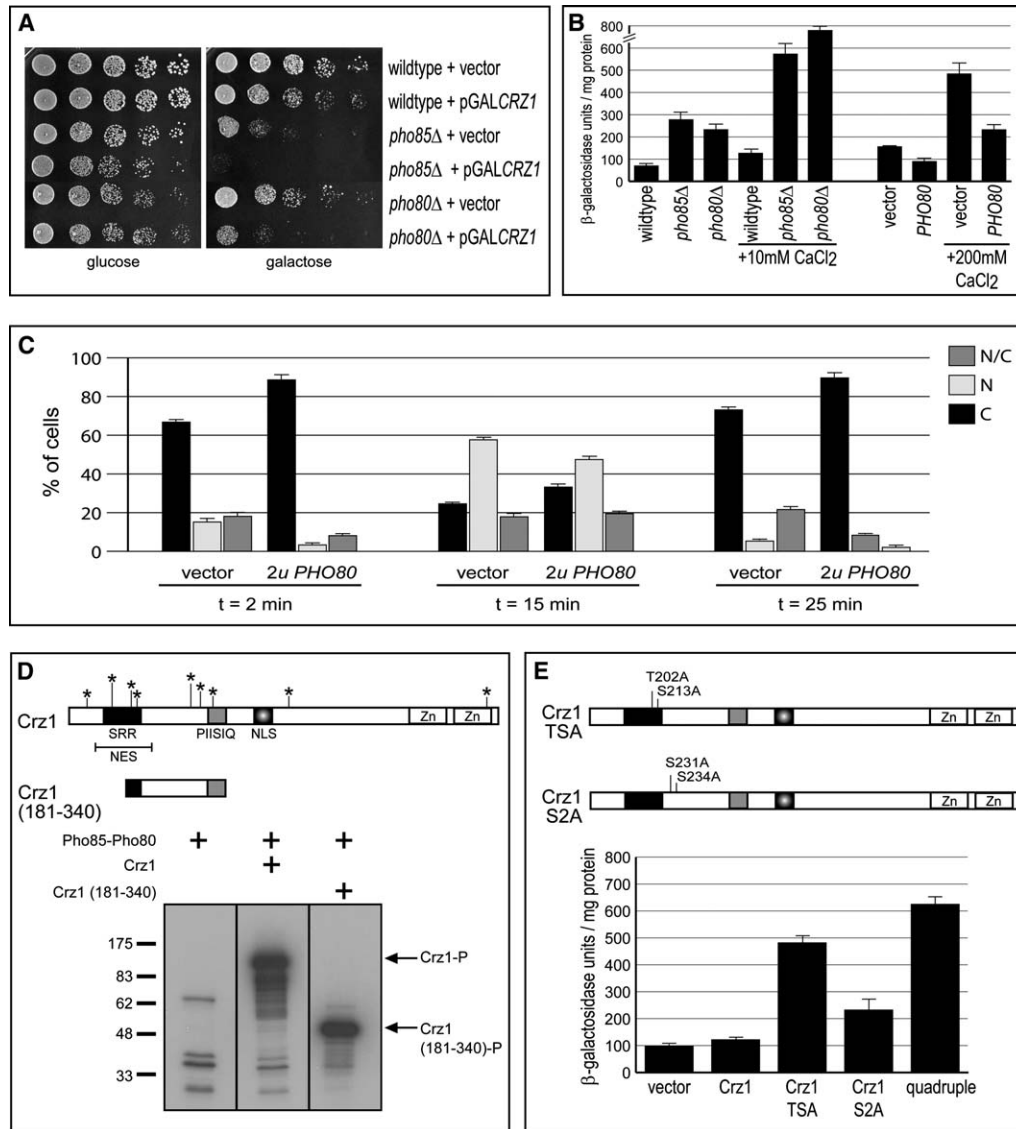 A
wildtype + vector
wildtype + pGALCRZ1
pho85Δ + vector
pho85Δ + pGALCRZ1
pho80Δ + vector
pho80Δ + pGALCRZ1
glucose
galactose
B
β-galactosidase units / mg protein
800
600
500
400
300
200
100
0
wildtype
pho85Δ
pho80Δ
wildtype
pho85Δ
pho80Δ
+10mM CaCl2
vector
PHO80
vector
PHO80
+200mM
CaCl2
C
% of cells
100
80
60
40
20
0
N/C
N
C
vector
2u PHO80
vector
2u PHO80
vector
2u PHO80
t = 2 min
t = 15 min
t = 25 min
D
* * * * * * * * *
Crz1
Zn
Zn
SRR
PIISIQ
NLS
NES
Crz1
(181-340)
Pho85-Pho80
+ + +
Crz1
+
Crz1 (181-340)
+
175
83
62
48
33
Crz1-P
Crz1
(181-340)-P
E
T202A
S213A
Crz1
TSA
Zn
Zn
S231A
S234A
Crz1
S2A
Zn
Zn
β-galactosidase units / mg protein
800
700
600
500
400
300
200
100
0
vector
Crz1
Crz1
TSA
Crz1
S2A
quadruple